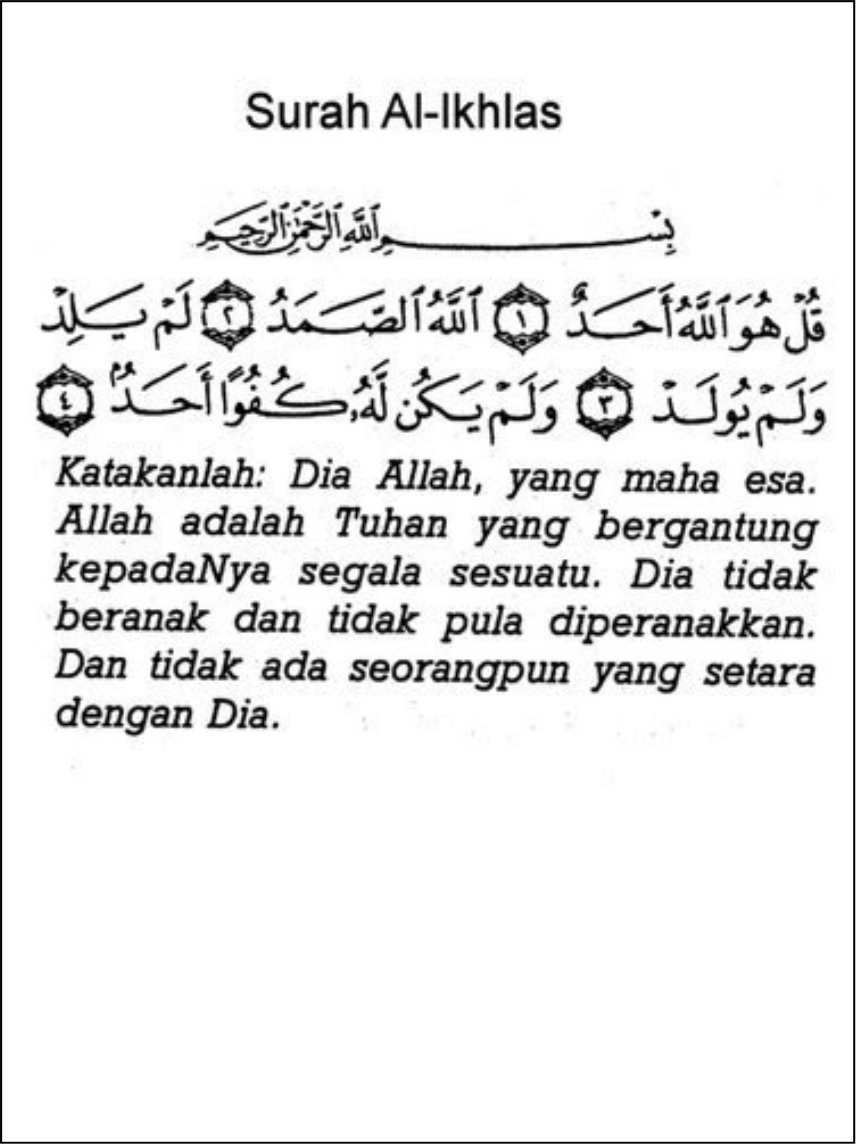 Surah Al-Ikhlas
بِسْمِ ٱللَّهِ ٱلرَّحْمَٰنِ ٱلرَّحِيمِ
قُلْ هُوَ ٱللَّهُ أَحَدٌ ١ ٱللَّهُ ٱلصَّمَدُ ٢ لَمْ يَلِدْ
وَلَمْ يُولَدْ ٣ وَلَمْ يَكُن لَّهُۥ كُفُوًا أَحَدٌۢ ٤
Katakanlah: Dia Allah, yang maha esa.
Allah adalah Tuhan yang bergantung
kepadaNya segala sesuatu. Dia tidak
beranak dan tidak pula diperanakkan.
Dan tidak ada seorangpun yang setara
dengan Dia.